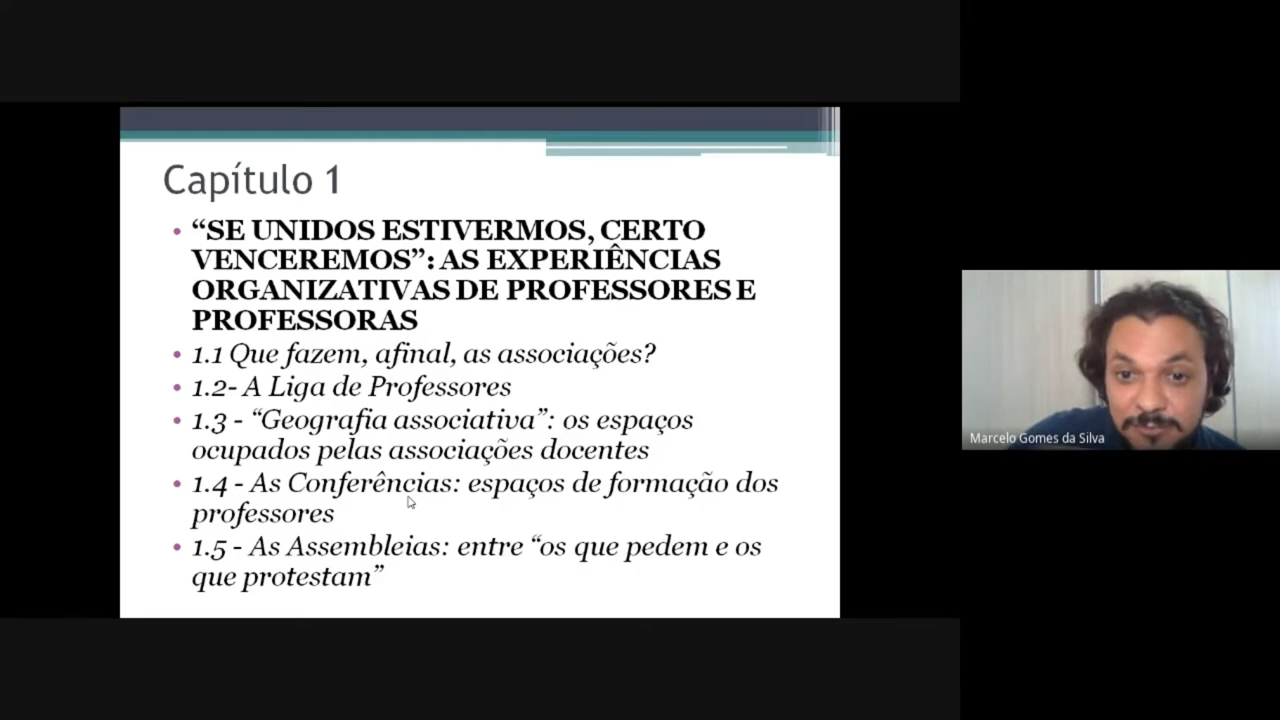 Capítulo 1
• “SE UNIDOS ESTIVERMOS, CERTO
VENCEREMOS”: AS EXPERIÊNCIAS
ORGANIZATIVAS DE PROFESSORES E
PROFESSORAS
• 1.1 Que fazem, afinal, as associações?
• 1.2- A Liga de Professores
• 1.3 - “Geografia associativa”: os espaços
ocupados pelas associações docentes
• 1.4 - As Conferências: espaços de formação dos
professores
• 1.5 - As Assembleias: entre “os que pedem e os
que protestam”
Marcelo Gomes da Silva